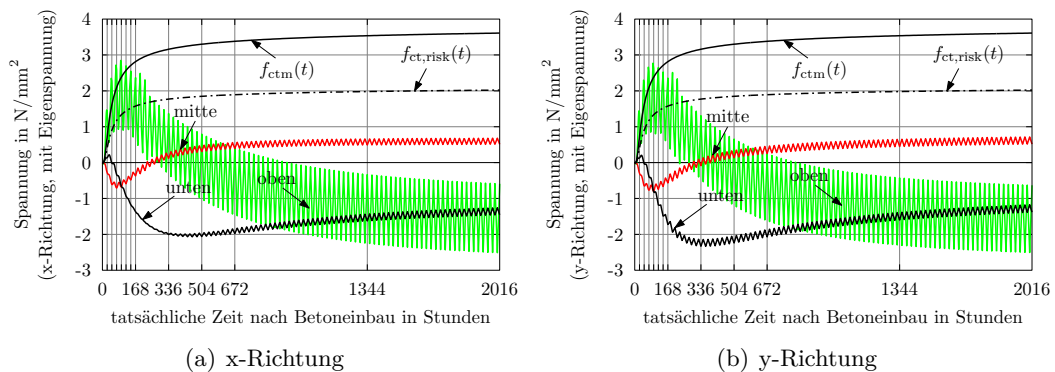 Spannung in N/mm²
(x-Richtung, mit Eigenspannung)
4
3
2
1
0
-1
-2
-3
f_ctm(t)
f_ct,risk(t)
mitte
oben
unten
0 168 336 504 672 1344 2016
tatsächliche Zeit nach Betoneinbau in Stunden
(a) x-Richtung
Spannung in N/mm²
(y-Richtung, mit Eigenspannung)
4
3
2
1
0
-1
-2
-3
f_ctm(t)
f_ct,risk(t)
mitte
oben
unten
0 168 336 504 672 1344 2016
tatsächliche Zeit nach Betoneinbau in Stunden
(b) y-Richtung